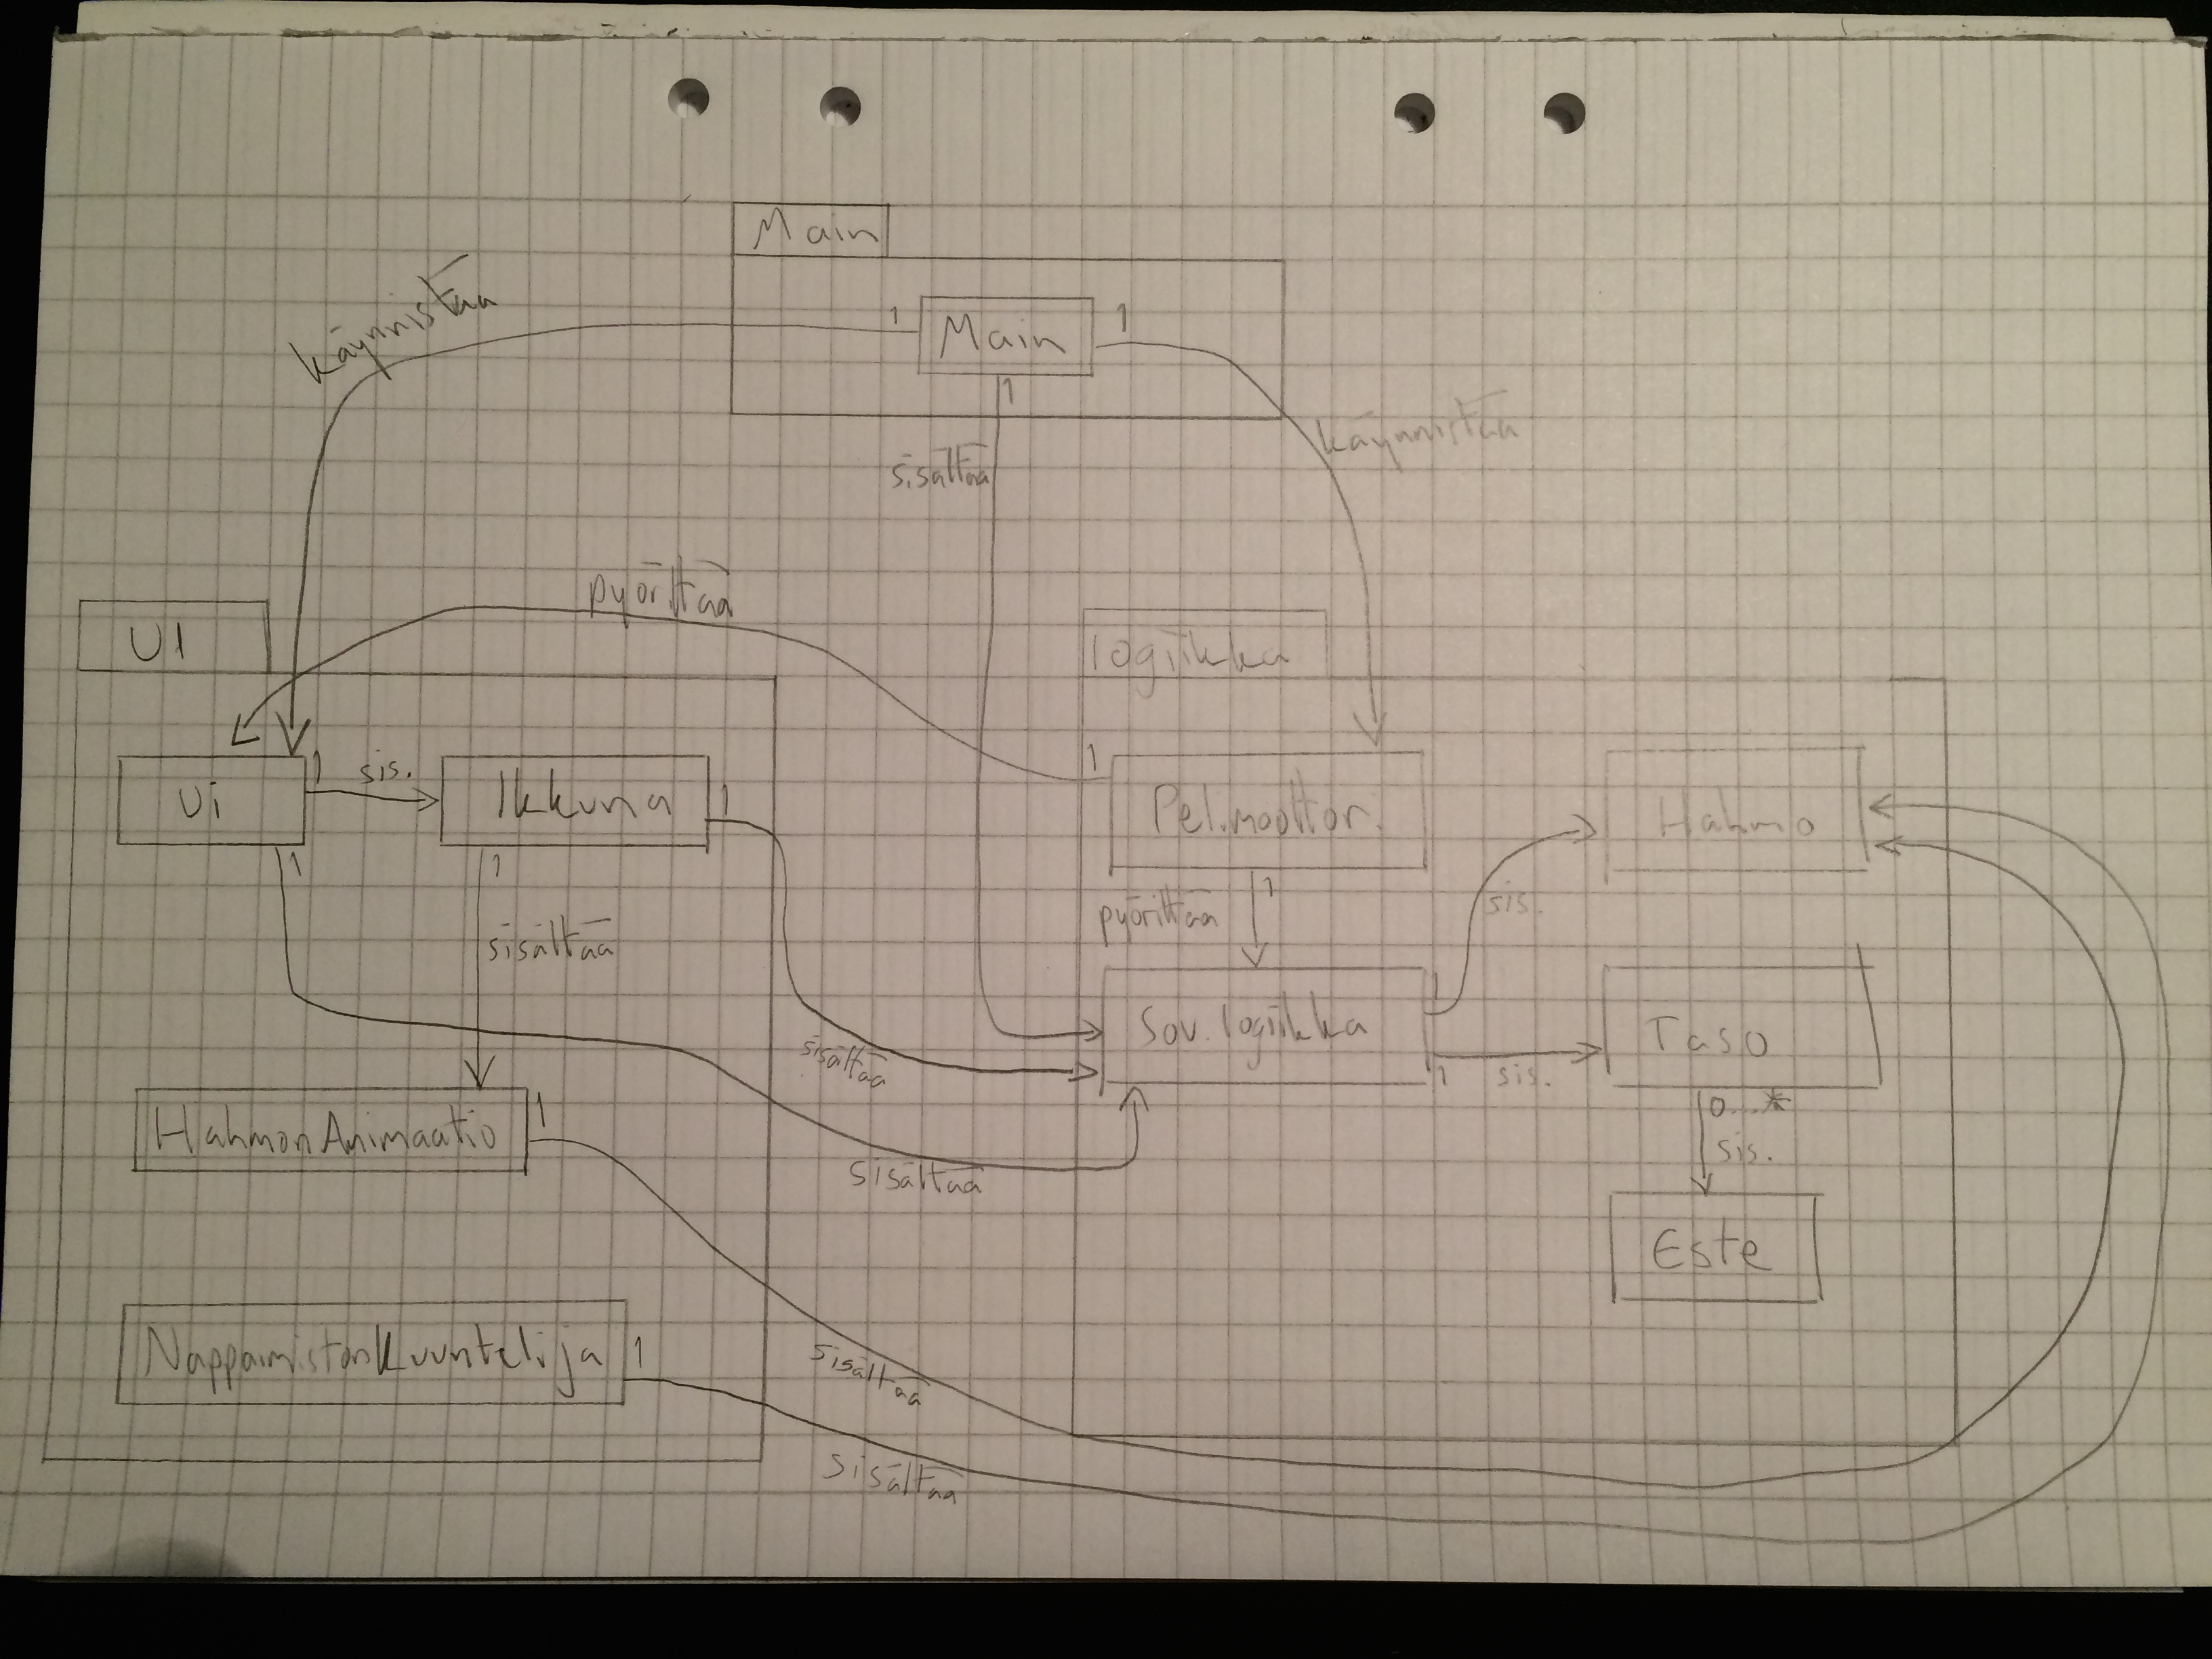 Main
1
Main
1
käynnistää
1
käynnistää
sisältää
pyörittää
UI
logiikka
1
Ui
1
sis.
Ikkuna
1
Pelimoottori
Hahmo
1
1
1
sisältää
pyörittää
sis.
1
Sov.logiikka
Taso
sisältää
1
sis.
0...*
HahmonAnimaatio
1
sisältää
sis.
Este
NäppäimistönKuuntelija
1
sisältää
sisältää